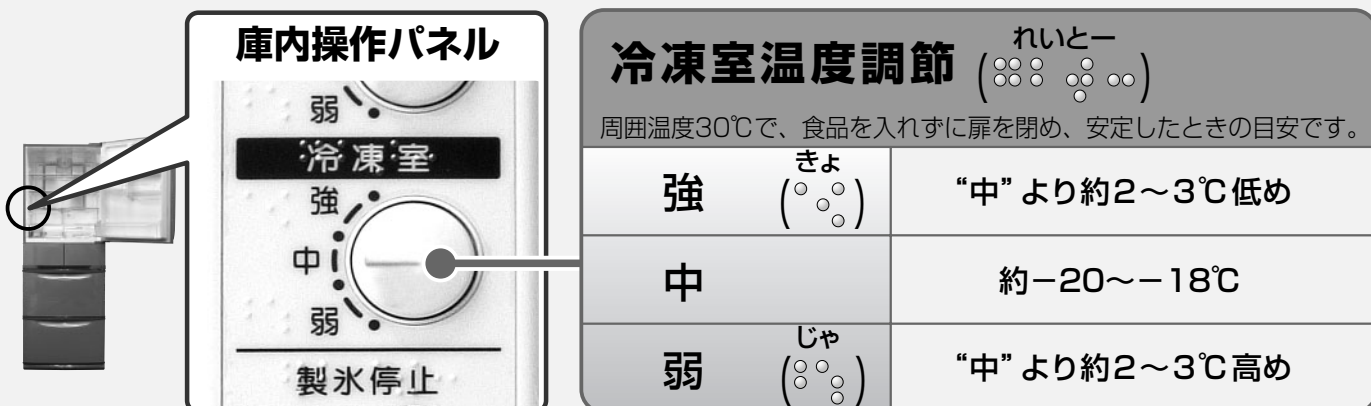 庫内操作パネル
弱
冷凍室
強
中
弱
製氷停止
冷凍室温度調節
れいとー
(⠛⠃ ⠞⠒)
周囲温度30℃で、食品を入れずに扉を閉め、安定したときの目安です。
強
きょ
“中”より約2～3℃低め
中
約－20～－18℃
弱
じゃ
“中”より約2～3℃高め